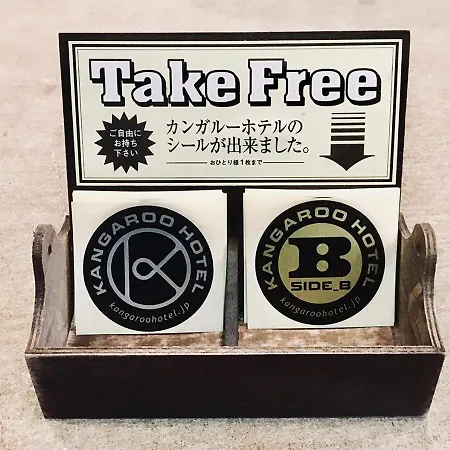 Take Free
ご自由に
お持ち
下さい
カンガルーホテルの
シールが出来ました。
おひとり様1枚まで
KANGAROO HOTEL
kangaroohotel.jp
KANGAROO HOTEL
B
SIDE_B
kangaroohotel.jp